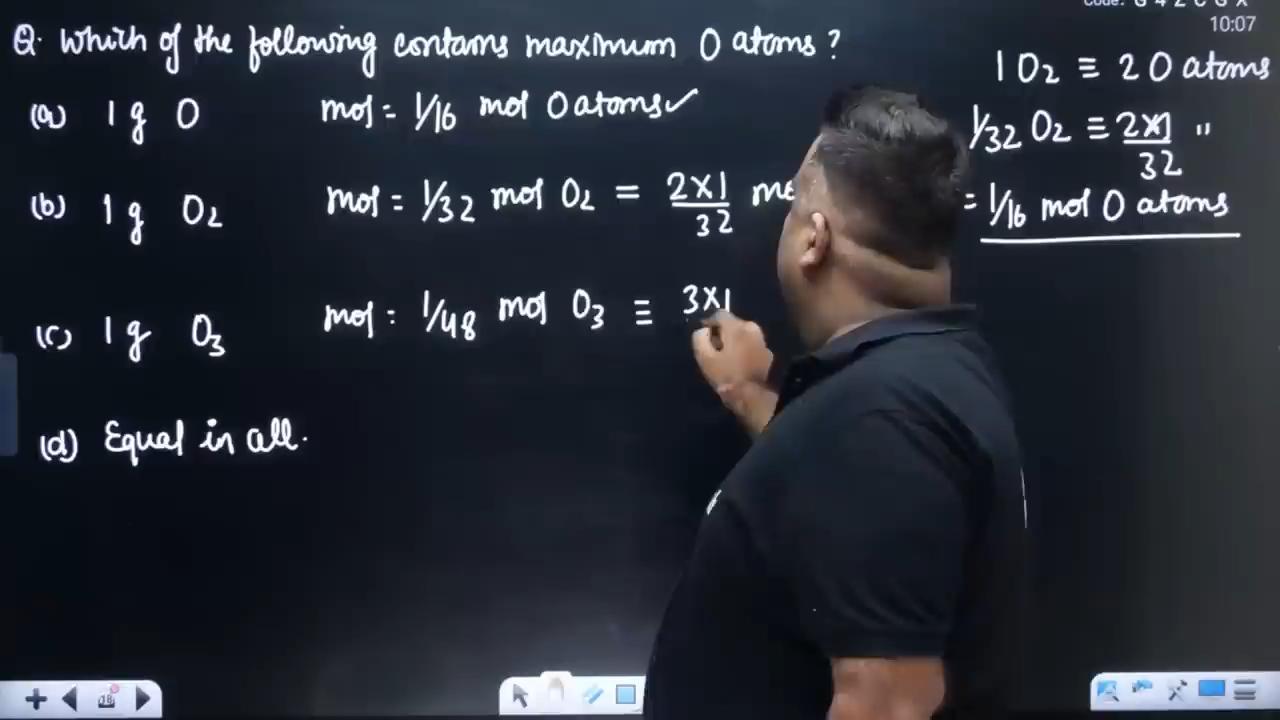 Q. Which of the following contains maximum O atoms?
(a) 1 g O mol = 1/16 mol O atoms ✓
(b) 1 g O2 mol = 1/32 mol O2 = 2×1/32
(c) 1 g O3 mol = 1/48 mol O3 ≡ 3×1
(d) Equal in all.
10:07
1 O2 ≡ 2 O atoms
1/32 O2 ≡ 2×1/32 "
= 1/16 mol O atoms